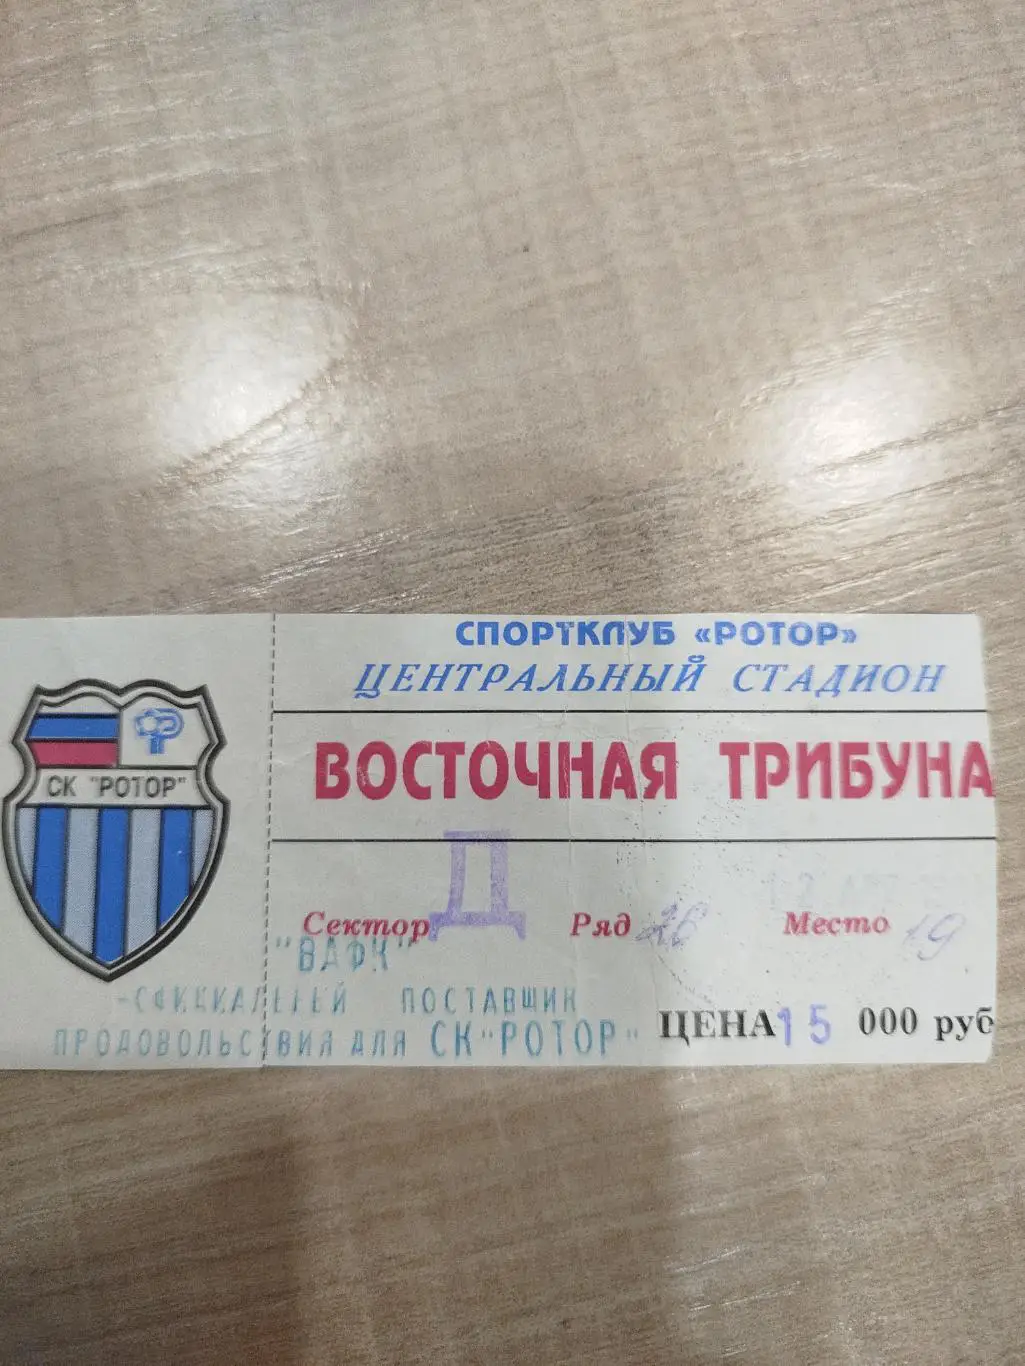 СПОРТКЛУБ «РОТОР»
ЦЕНТРАЛЬНЫЙ СТАДИОН
СК "РОТОР"
ВОСТОЧНАЯ ТРИБУНА
Сектор Д Ряд 28 Место 19
"ВАФК"
ПОСТАВЩИК
ПРОДОВОЛЬСТВИЯ ДЛЯ СК "РОТОР"
ЦЕНА 15 000 руб